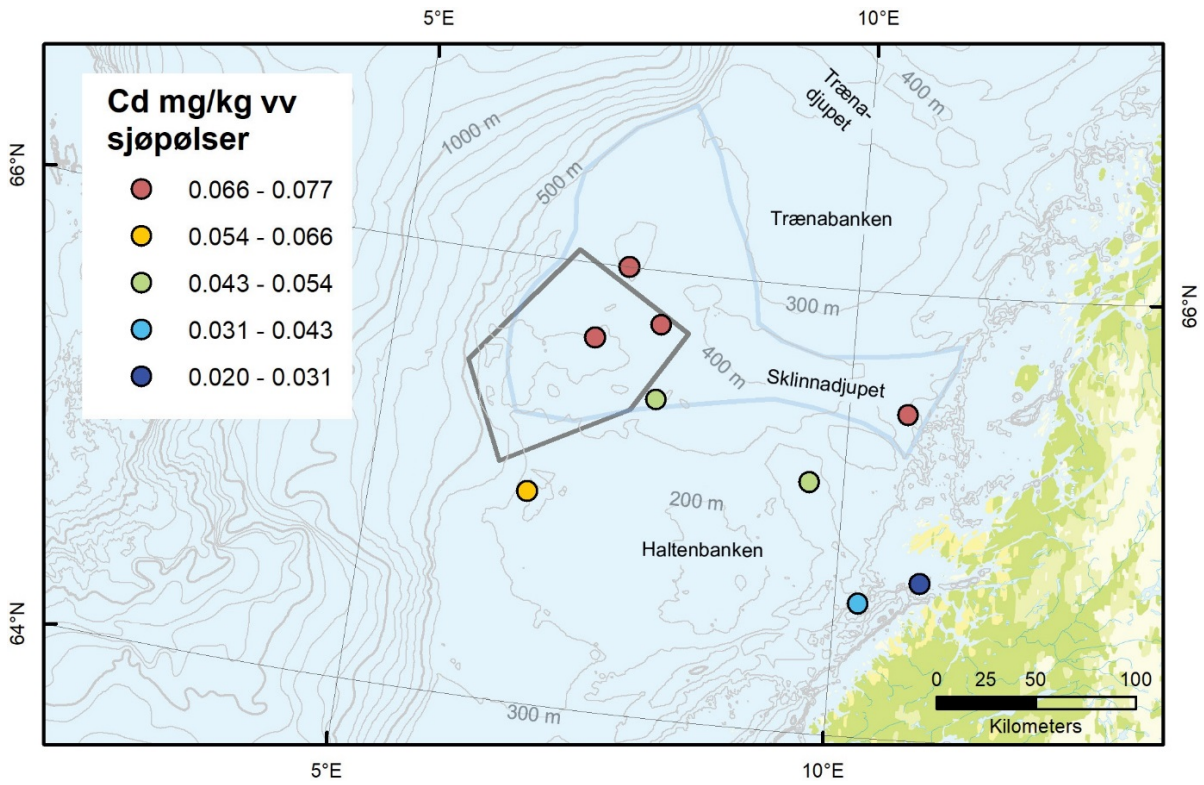 5°E
10°E
Cd mg/kg vv
sjøpølser
0.066 - 0.077
0.054 - 0.066
0.043 - 0.054
0.031 - 0.043
0.020 - 0.031
1000 m
500 m
Træna-
djupet
400 m
Trænabanken
300 m
400 m
Sklinnadjupet
200 m
Haltenbanken
300 m
66°N
64°N
66°N
0 25 50 100
Kilometers
5°E
10°E